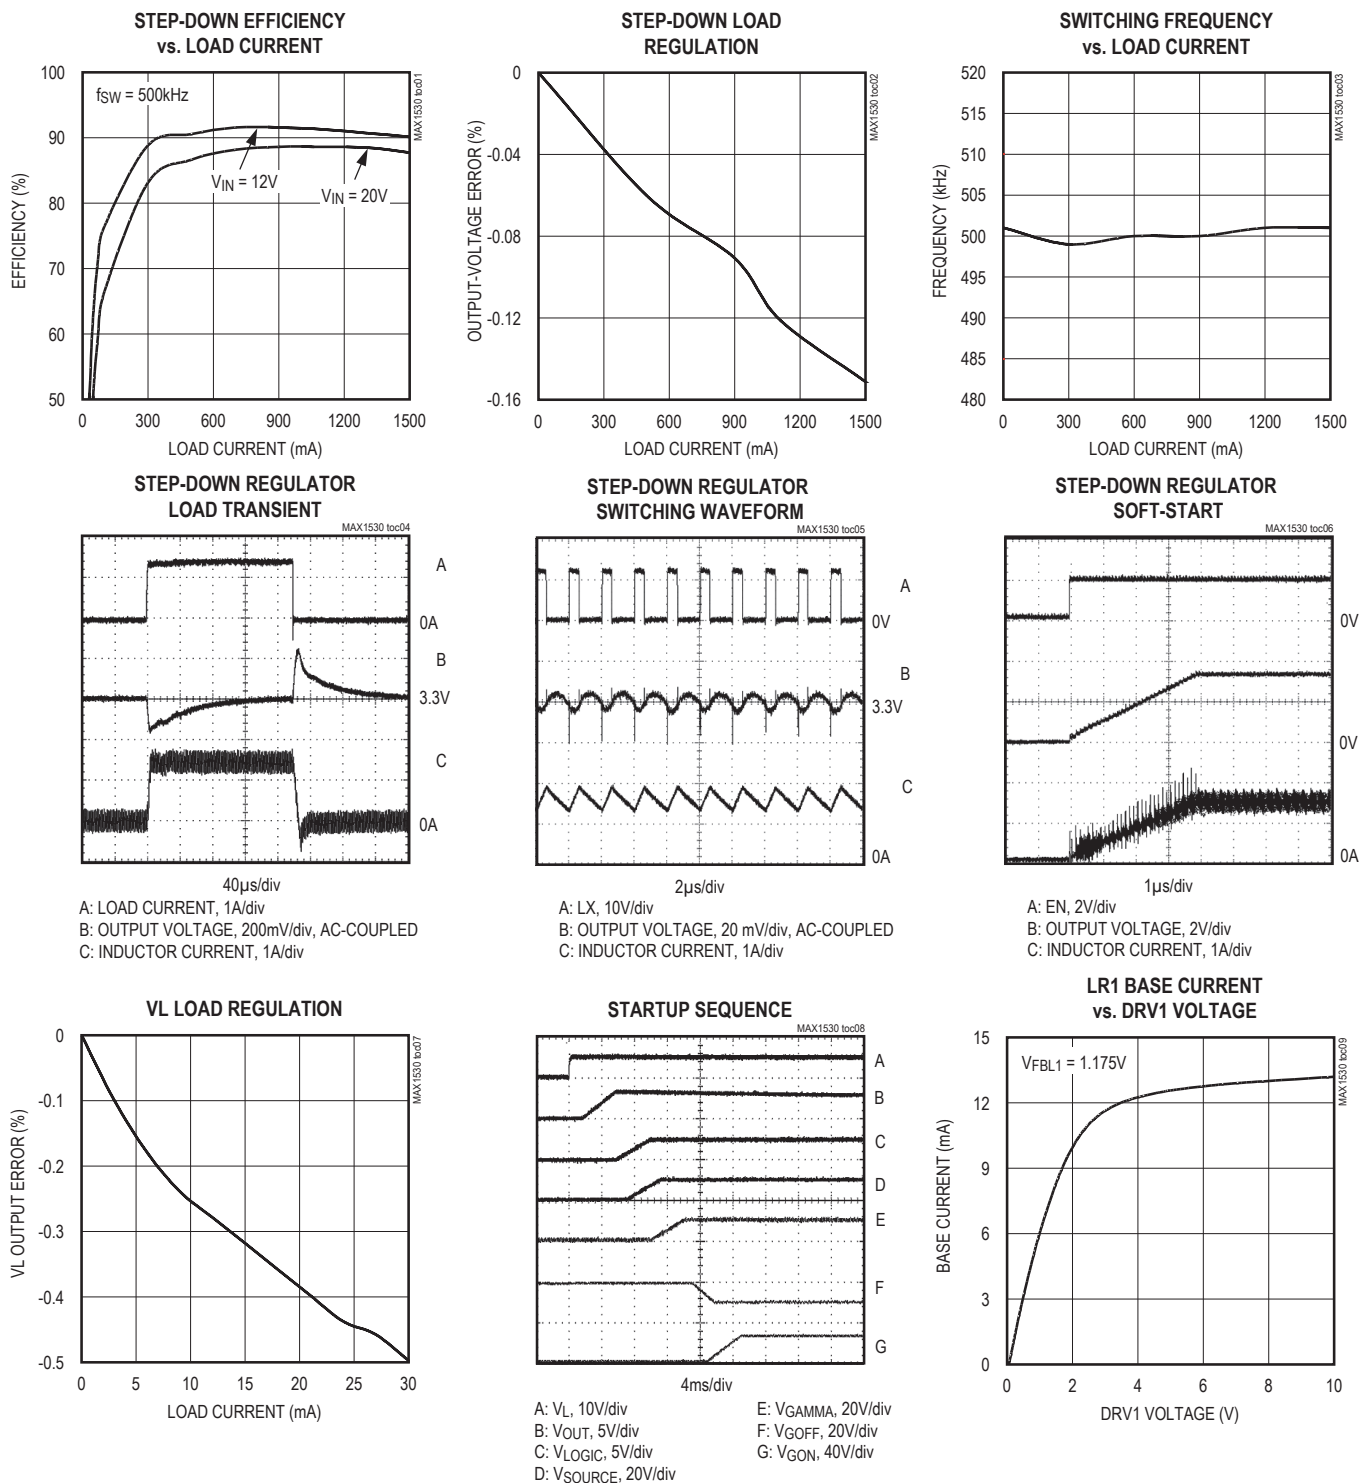 STEP-DOWN EFFICIENCY
vs. LOAD CURRENT
100
90
80
70
60
50
EFFICIENCY (%)
fSW = 500kHz
VIN = 12V
VIN = 20V
MAX1530 toc01
0 300 600 900 1200 1500
LOAD CURRENT (mA)
STEP-DOWN LOAD
REGULATION
0
-0.04
-0.08
-0.12
-0.16
OUTPUT-VOLTAGE ERROR (%)
MAX1530 toc02
0 300 600 900 1200 1500
LOAD CURRENT (mA)
SWITCHING FREQUENCY
vs. LOAD CURRENT
520
515
510
505
500
495
490
485
480
FREQUENCY (kHz)
MAX1530 toc03
0 300 600 900 1200 1500
LOAD CURRENT (mA)
STEP-DOWN REGULATOR
LOAD TRANSIENT
MAX1530 toc04
A
0A
B
3.3V
C
0A
40µs/div
A: LOAD CURRENT, 1A/div
B: OUTPUT VOLTAGE, 200mV/div, AC-COUPLED
C: INDUCTOR CURRENT, 1A/div
STEP-DOWN REGULATOR
SWITCHING WAVEFORM
MAX1530 toc05
A
0V
B
3.3V
C
0A
2µs/div
A: LX, 10V/div
B: OUTPUT VOLTAGE, 20 mV/div, AC-COUPLED
C: INDUCTOR CURRENT, 1A/div
STEP-DOWN REGULATOR
SOFT-START
MAX1530 toc06
0V
0V
0A
1µs/div
A: EN, 2V/div
B: OUTPUT VOLTAGE, 2V/div
C: INDUCTOR CURRENT, 1A/div
VL LOAD REGULATION
0
-0.1
-0.2
-0.3
-0.4
-0.5
VL OUTPUT ERROR (%)
MAX1530 toc07
0 5 10 15 20 25 30
LOAD CURRENT (mA)
STARTUP SEQUENCE
MAX1530 toc08
A
B
C
D
E
F
G
4ms/div
A: VL, 10V/div
B: VOUT, 5V/div
C: VLOGIC, 5V/div
D: VSOURCE, 20V/div
E: VGAMMA, 20V/div
F: VGOFF, 20V/div
G: VGON, 40V/div
LR1 BASE CURRENT
vs. DRV1 VOLTAGE
15
12
9
6
3
0
BASE CURRENT (mA)
VFBL1 = 1.175V
MAX1530 toc09
0 2 4 6 8 10
DRV1 VOLTAGE (V)